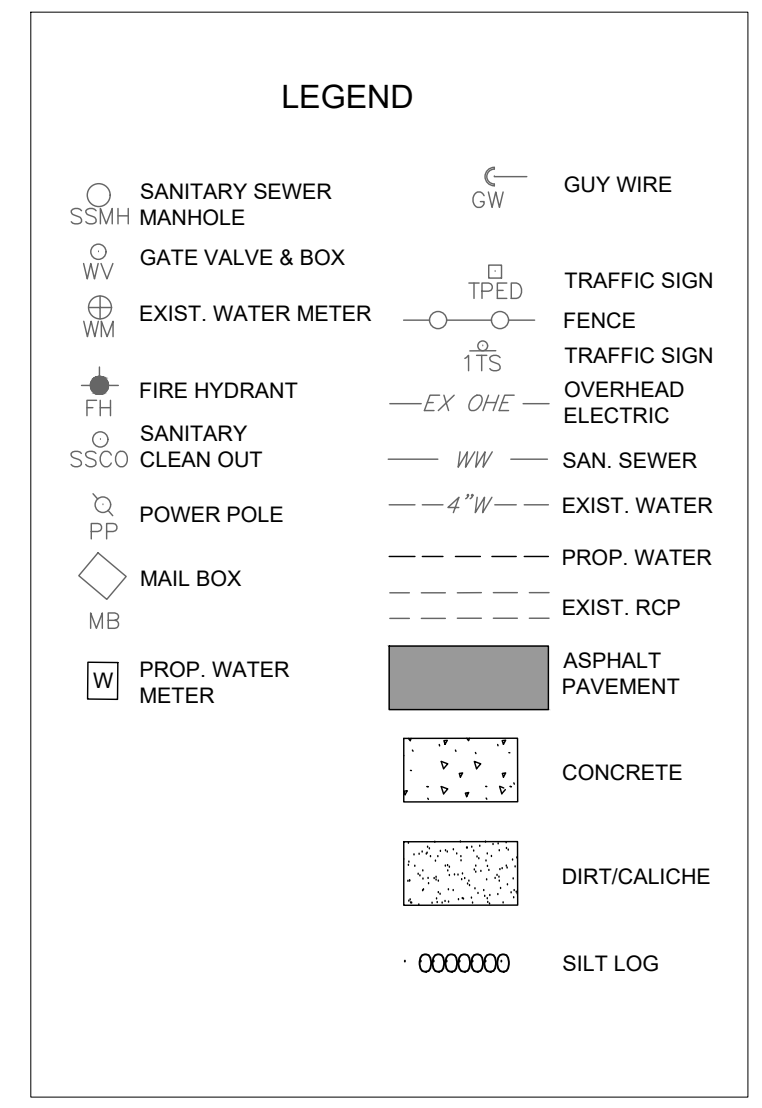 LEGEND
SSMH
SANITARY SEWER
MANHOLE
WV
GATE VALVE & BOX
WM
EXIST. WATER METER
FH
FIRE HYDRANT
SSCO
SANITARY
CLEAN OUT
PP
POWER POLE
MB
MAIL BOX
W
PROP. WATER
METER
GW
GUY WIRE
TPED
TRAFFIC SIGN
FENCE
1TS
TRAFFIC SIGN
EX OHE
OVERHEAD
ELECTRIC
WW
SAN. SEWER
4"W
EXIST. WATER
PROP. WATER
EXIST. RCP
ASPHALT
PAVEMENT
CONCRETE
DIRT/CALICHE
SILT LOG